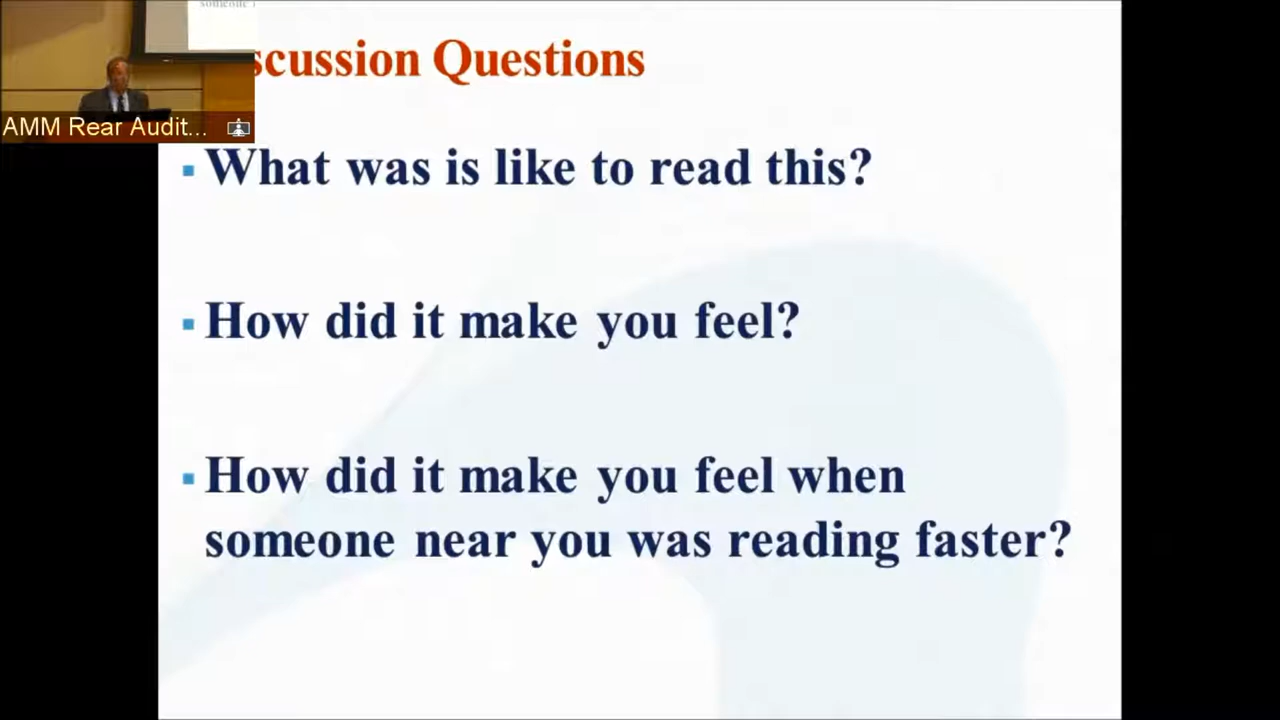 someone
scussion Questions
AMM Rear Audit...
▪ What was is like to read this?
▪ How did it make you feel?
▪ How did it make you feel when
someone near you was reading faster?